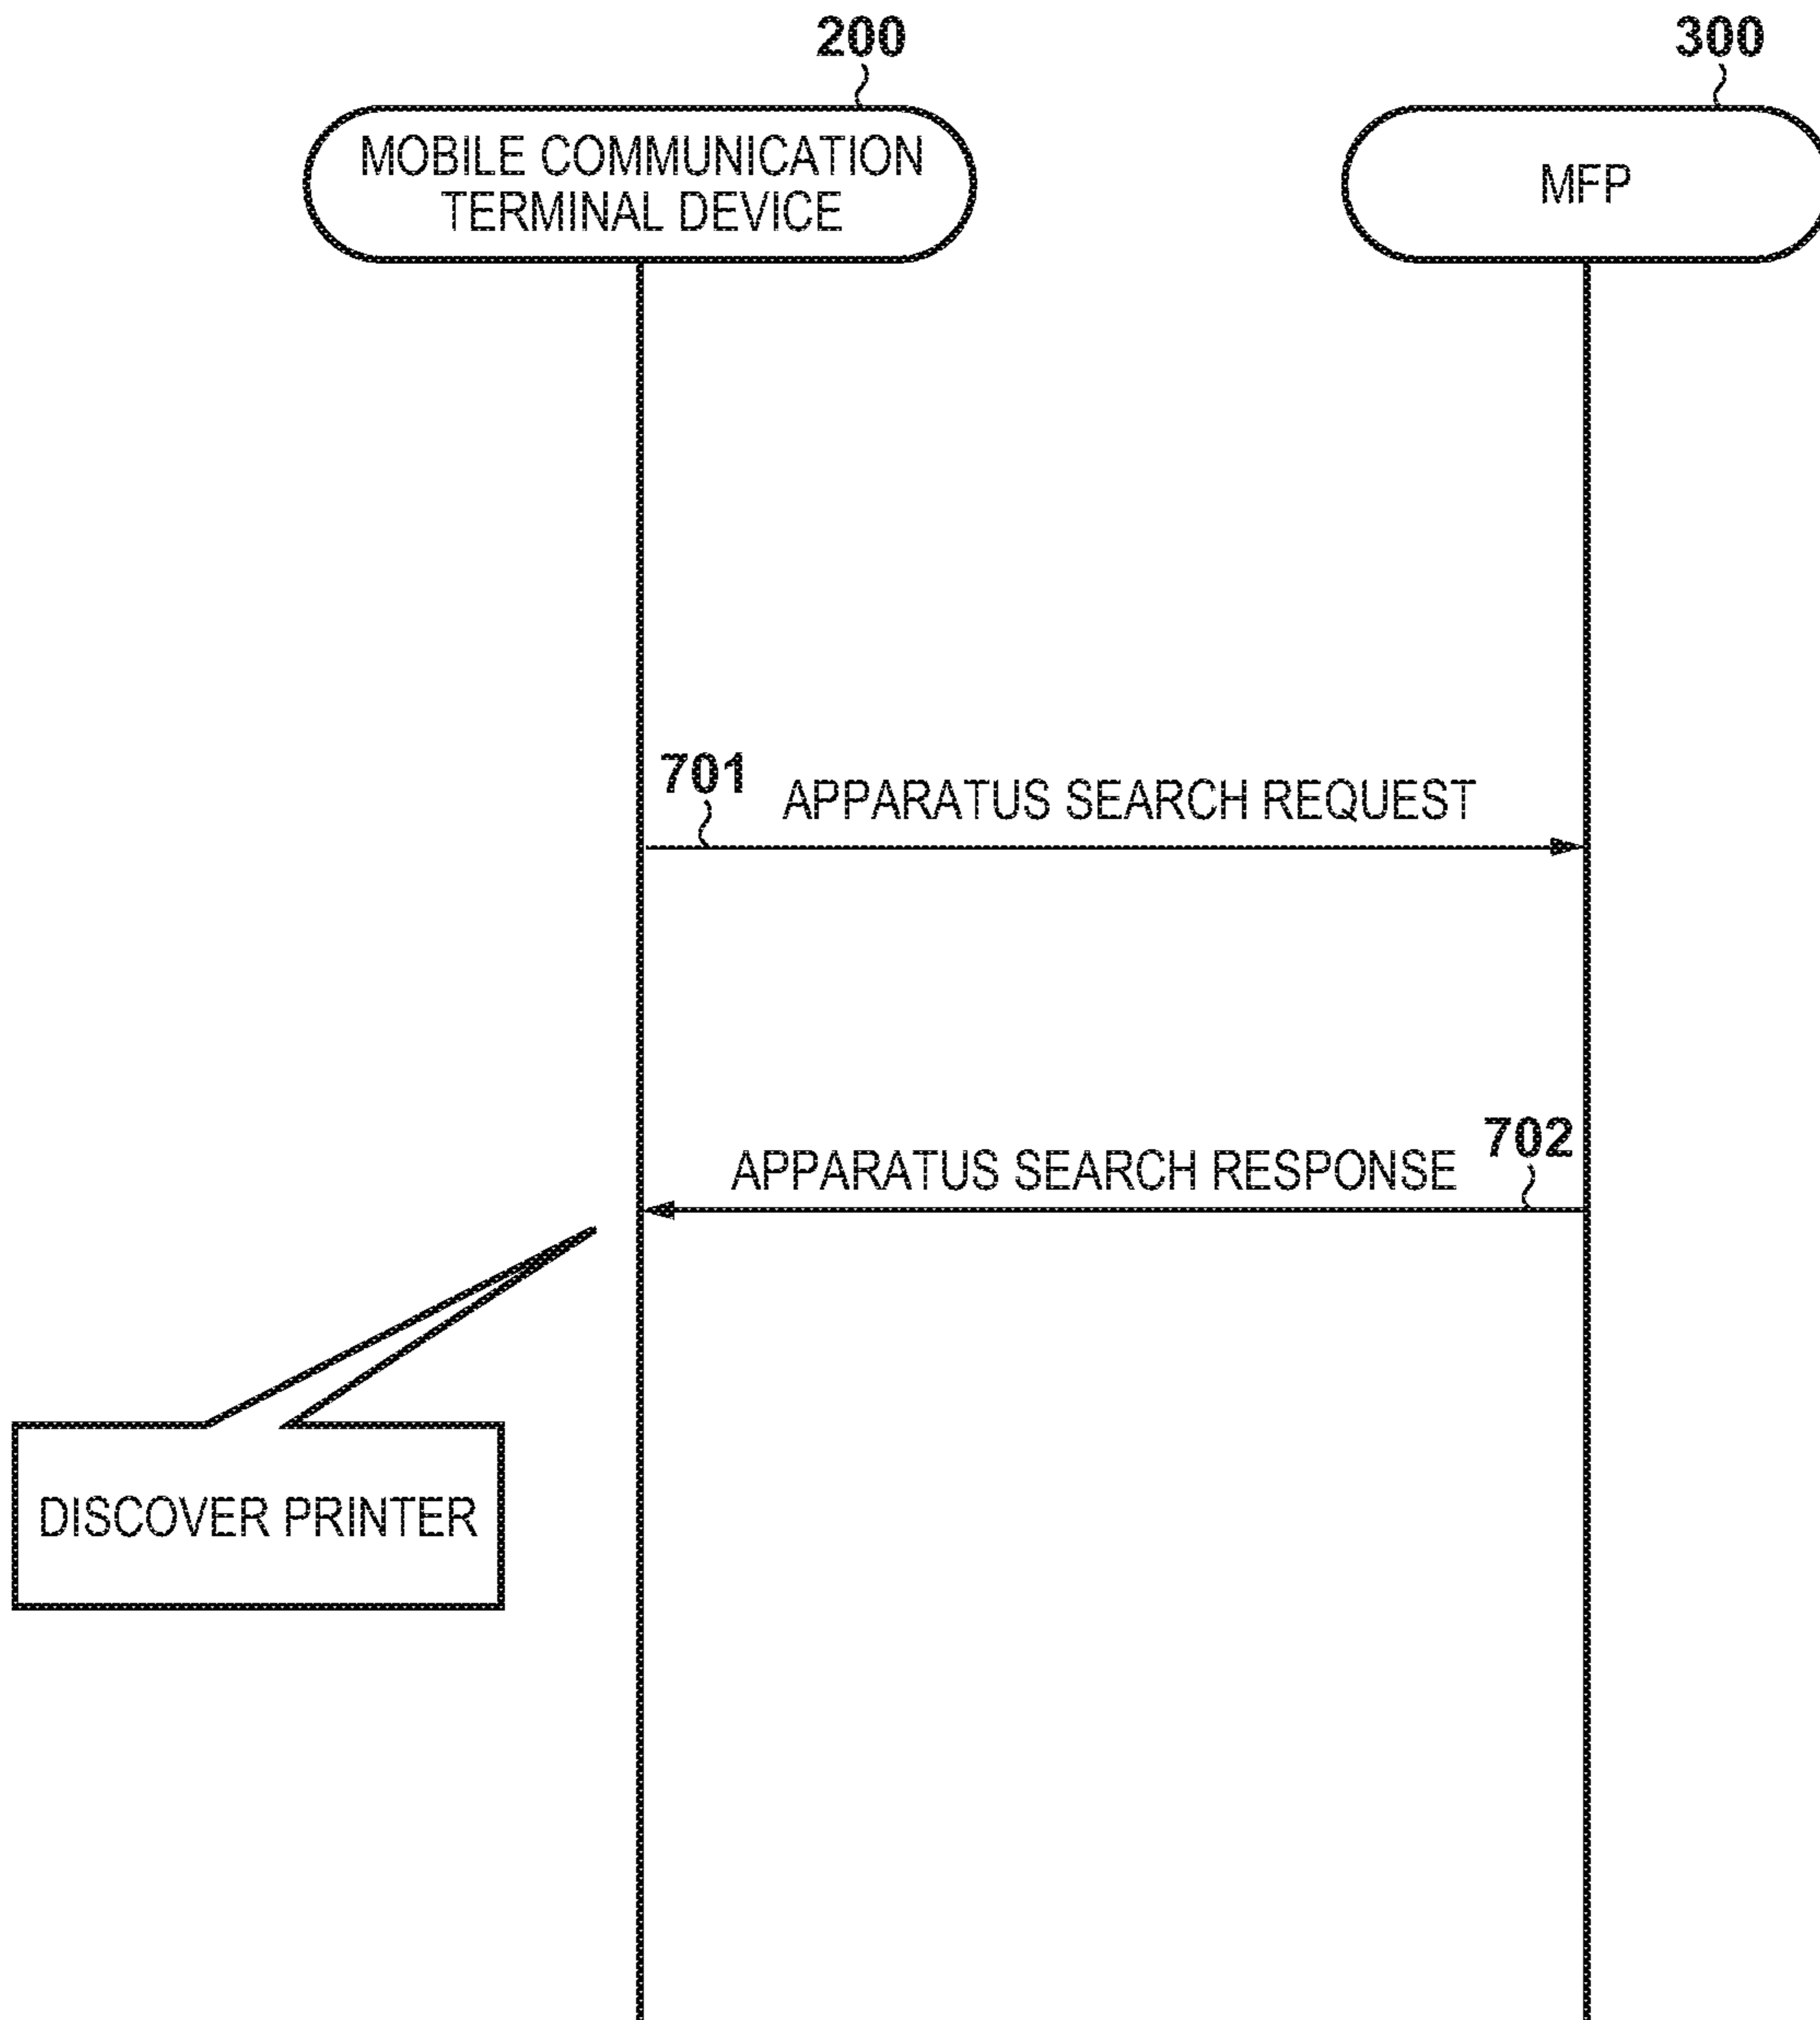 200
300
MOBILE COMMUNICATION
TERMINAL DEVICE
MFP
701
APPARATUS SEARCH REQUEST
702
APPARATUS SEARCH RESPONSE
DISCOVER PRINTER